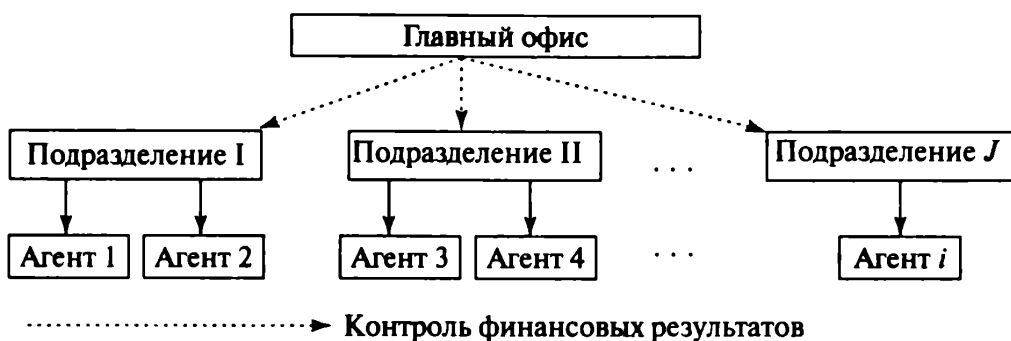 Главный офис
Подразделение I Подразделение II . . . Подразделение J
Агент 1 Агент 2 Агент 3 Агент 4 . . . Агент i
Контроль финансовых результатов